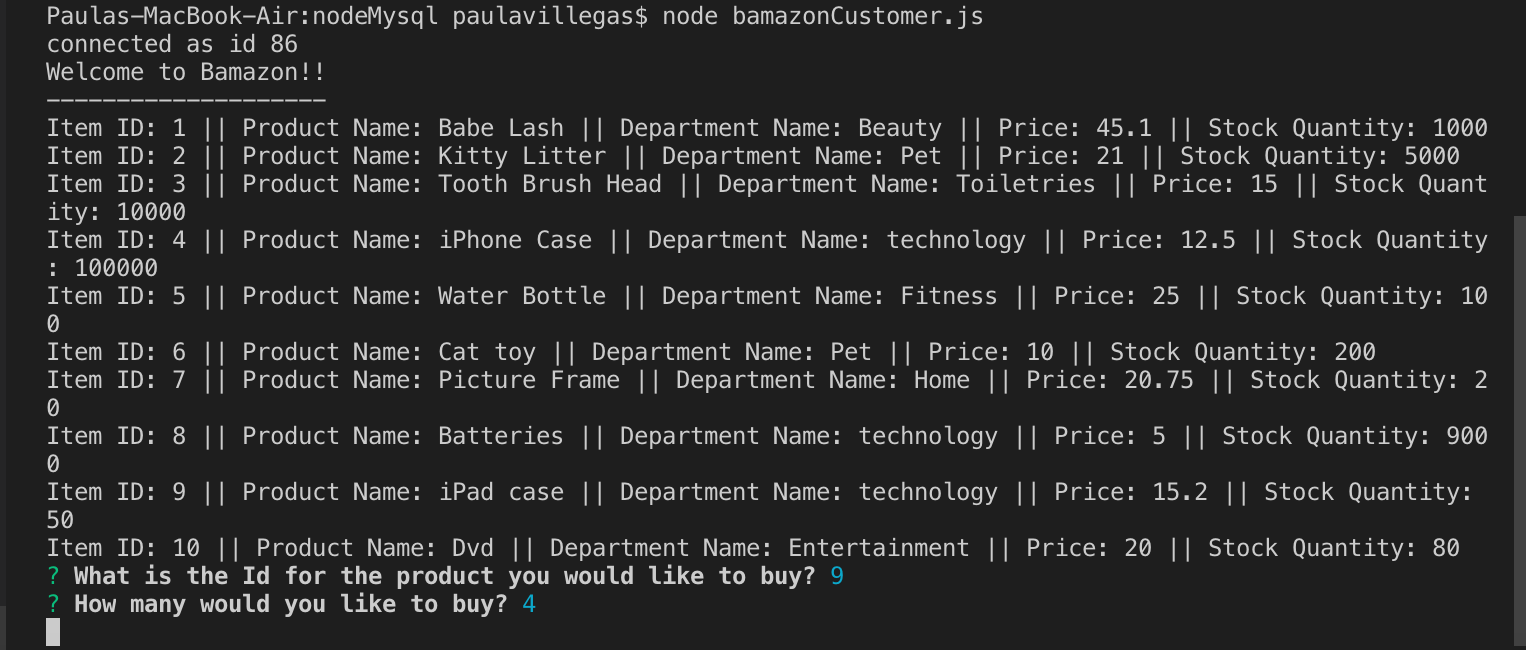 Paulas-MacBook-Air:nodeMysql paulavillegas$ node bamazonCustomer.js
connected as id 86
Welcome to Bamazon!!
--------------------
Item ID: 1 || Product Name: Babe Lash || Department Name: Beauty || Price: 45.1 || Stock Quantity: 1000
Item ID: 2 || Product Name: Kitty Litter || Department Name: Pet || Price: 21 || Stock Quantity: 5000
Item ID: 3 || Product Name: Tooth Brush Head || Department Name: Toiletries || Price: 15 || Stock Quant
ity: 10000
Item ID: 4 || Product Name: iPhone Case || Department Name: technology || Price: 12.5 || Stock Quantity
: 100000
Item ID: 5 || Product Name: Water Bottle || Department Name: Fitness || Price: 25 || Stock Quantity: 10
0
Item ID: 6 || Product Name: Cat toy || Department Name: Pet || Price: 10 || Stock Quantity: 200
Item ID: 7 || Product Name: Picture Frame || Department Name: Home || Price: 20.75 || Stock Quantity: 2
0
Item ID: 8 || Product Name: Batteries || Department Name: technology || Price: 5 || Stock Quantity: 900
0
Item ID: 9 || Product Name: iPad case || Department Name: technology || Price: 15.2 || Stock Quantity:
50
Item ID: 10 || Product Name: Dvd || Department Name: Entertainment || Price: 20 || Stock Quantity: 80
? What is the Id for the product you would like to buy? 9
? How many would you like to buy? 4